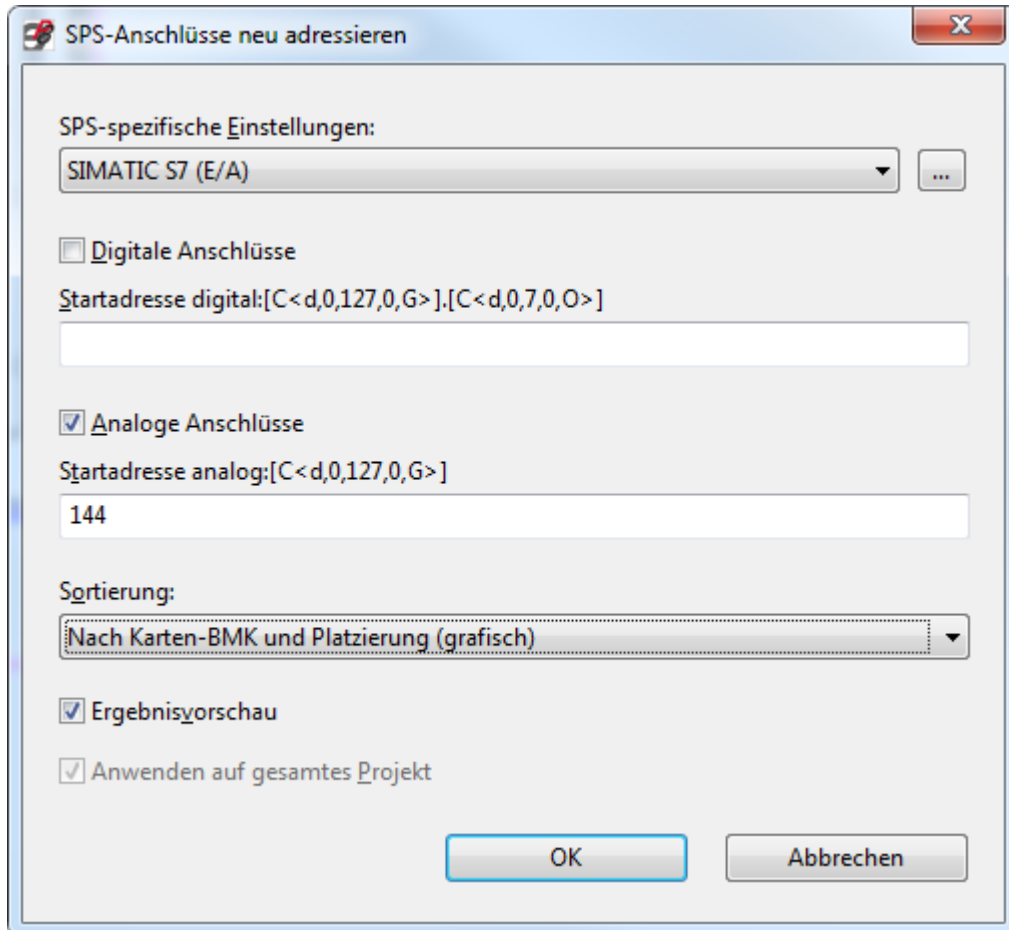 SPS-Anschlüsse neu adressieren
SPS-spezifische Einstellungen:
SIMATIC S7 (E/A)
...
Digitale Anschlüsse
Startadresse digital:[C<d,0,127,0,G>].[C<d,0,7,0,O>]
Analoge Anschlüsse
Startadresse analog:[C<d,0,127,0,G>]
144
Sortierung:
Nach Karten-BMK und Platzierung (grafisch)
Ergebnisvorschau
Anwenden auf gesamtes Projekt
OK
Abbrechen